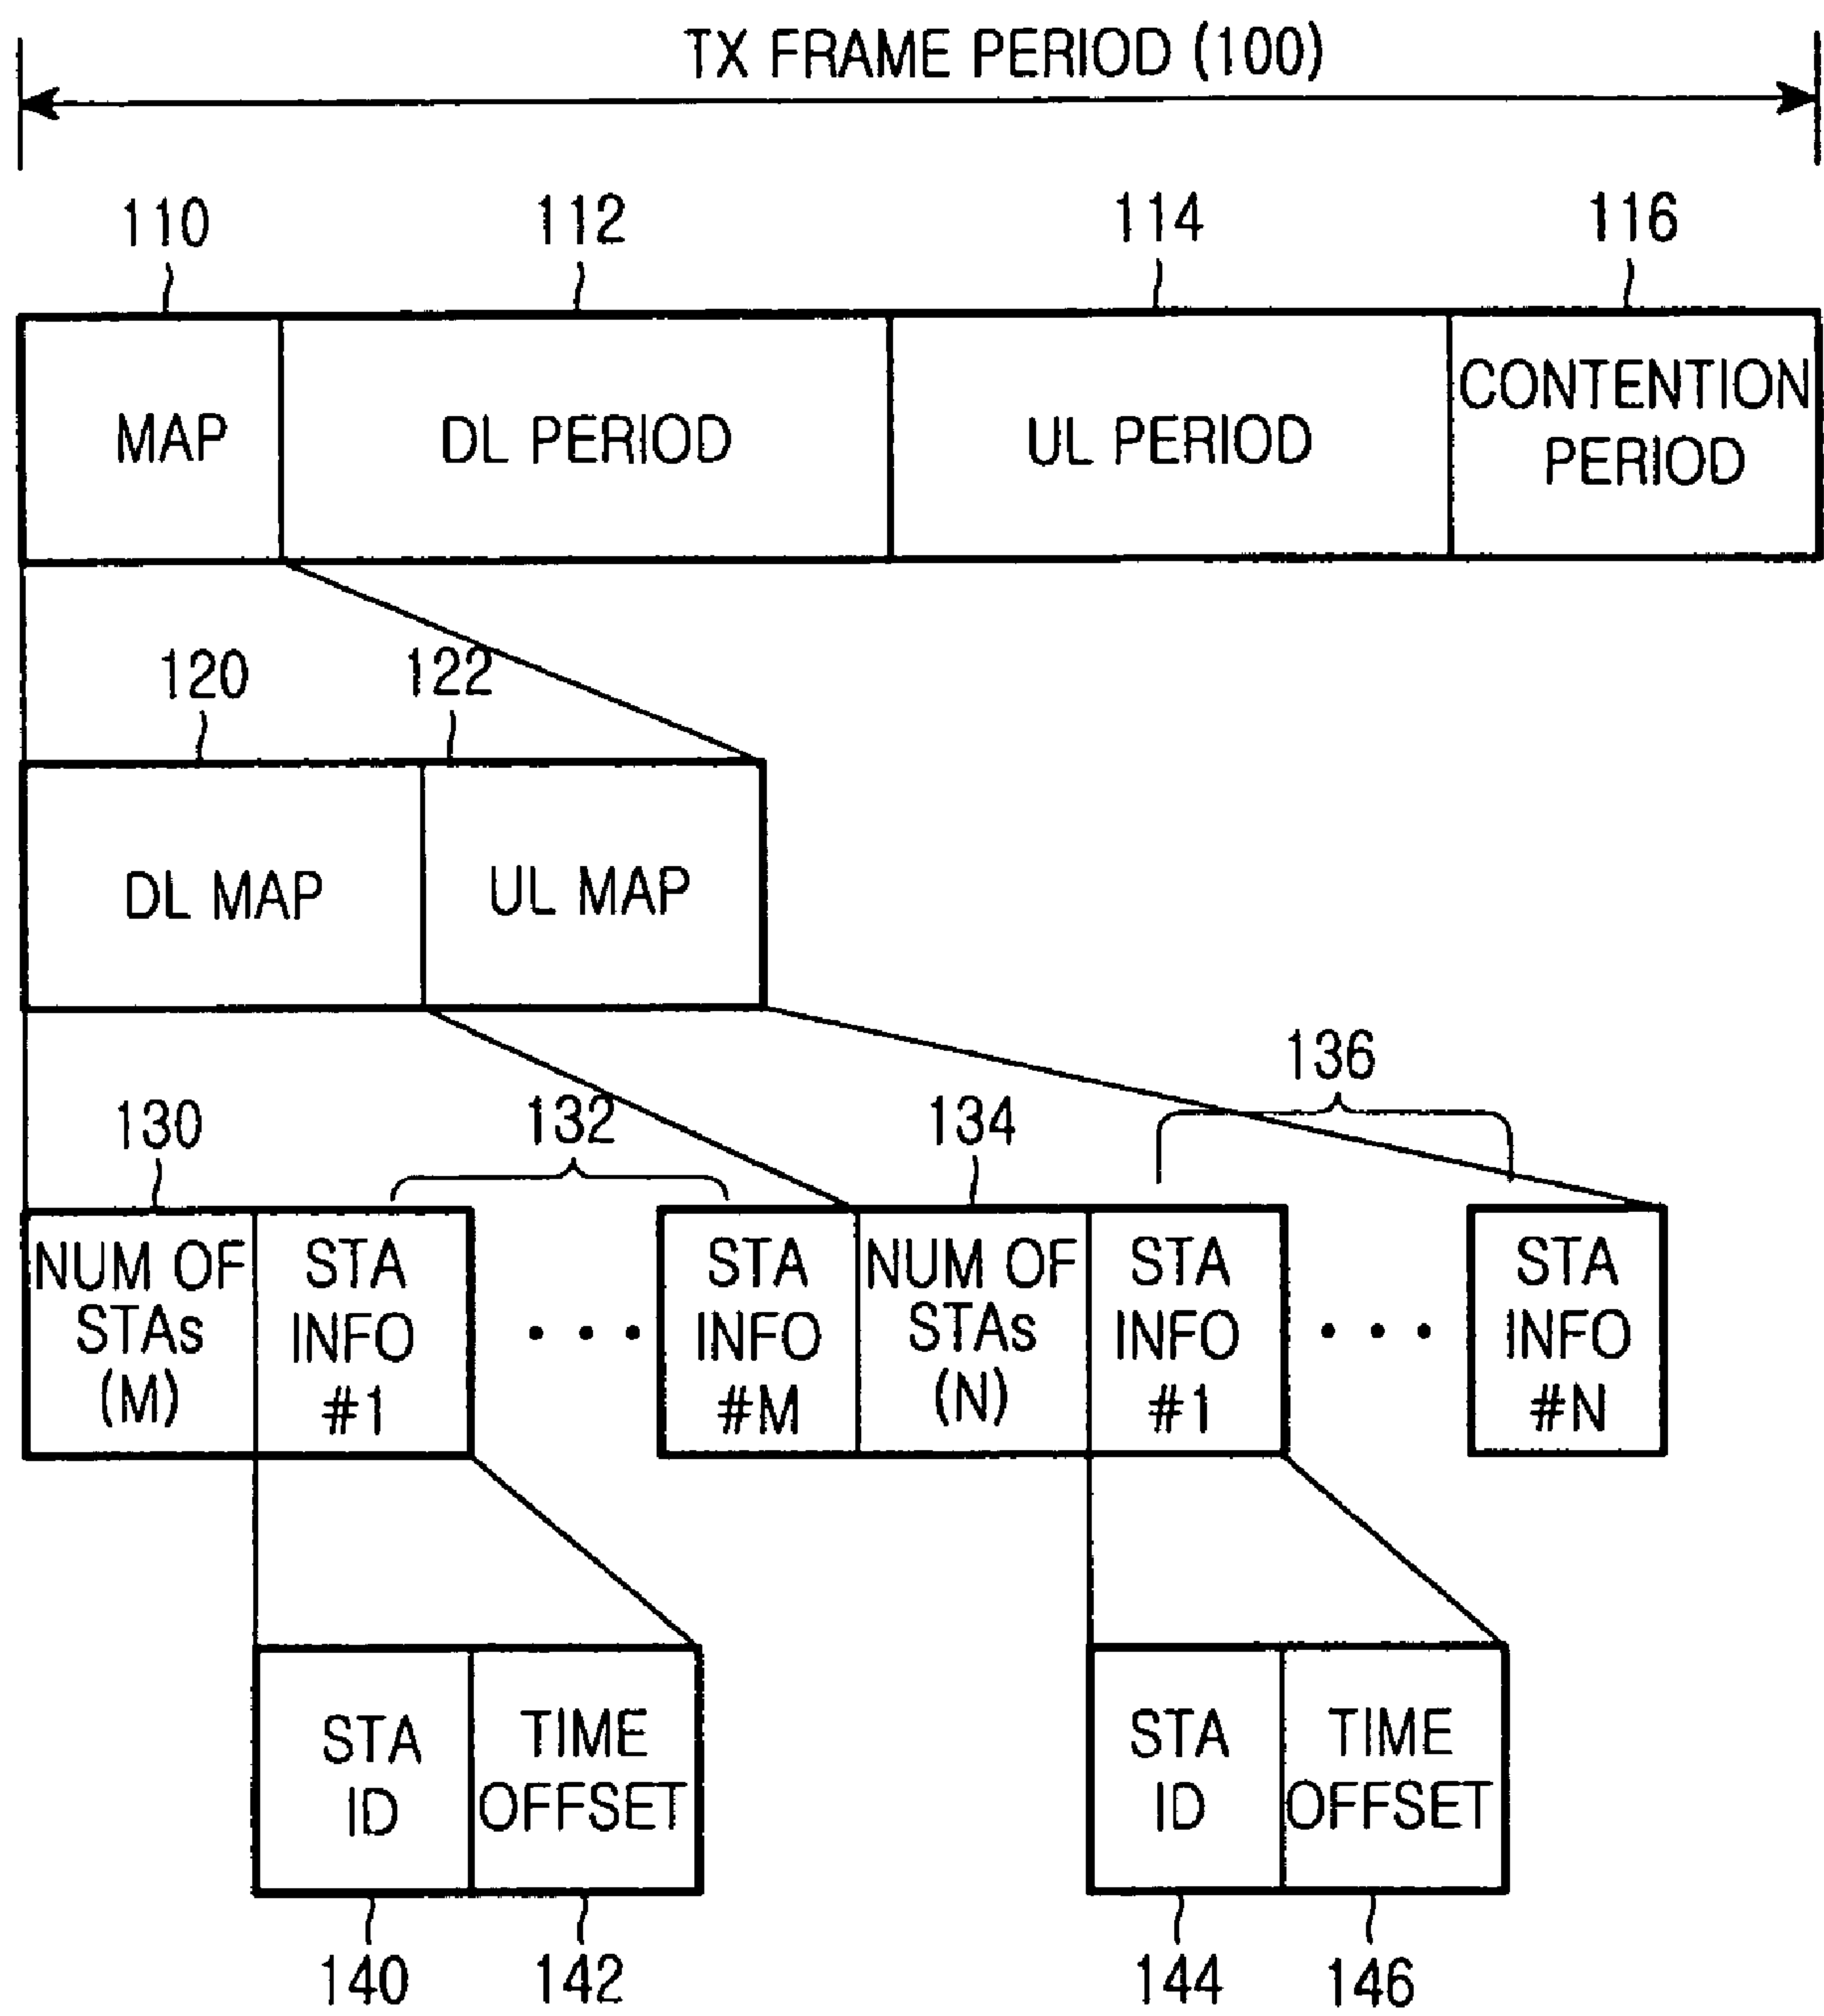 TX FRAME PERIOD (100)
110 112 114 116
MAP DL PERIOD UL PERIOD CONTENTION PERIOD
120 122
DL MAP UL MAP
136
130 132 134
NUM OF STAs (M) STA INFO #1 • • • STA INFO #M NUM OF STAs (N) STA INFO #1 • • • STA INFO #N
STA ID TIME OFFSET STA ID TIME OFFSET
140 142 144 146